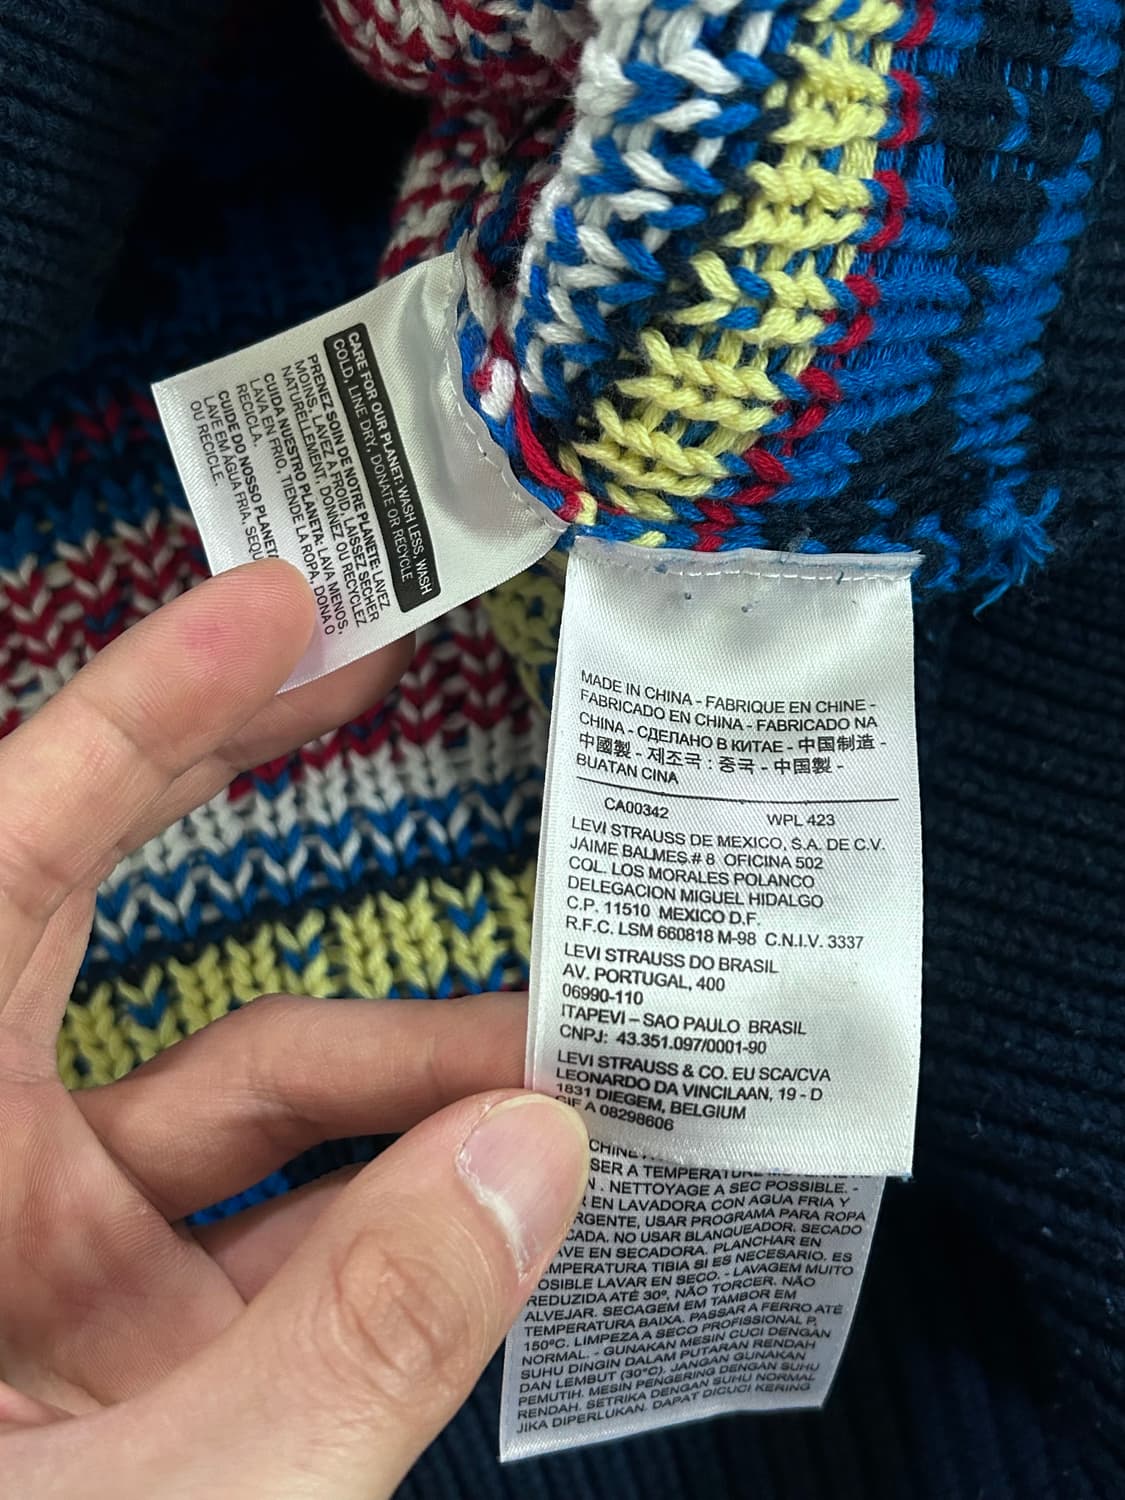 CARE FOR OUR PLANET: WASH LESS, WASH
COLD, LINE DRY, DONATE OR RECYCLE.
PRENEZ SOIN DE NOTRE PLANETE: LAVEZ
MOINS, LAVEZ A FROID, LAISSEZ SECHER
NATURELLEMENT, DONNEZ OU RECYCLEZ
CUIDA NUESTRO PLANETA: LAVA MENOS,
LAVA EN FRIO, TIENDE LA ROPA, DONA O
RECICLA.
CUIDE DO NOSSO PLANETA
LAVE EM ÁGUA FRIA, SEQU
OU RECICLE.
MADE IN CHINA - FABRIQUE EN CHINE -
FABRICADO EN CHINA - FABRICADO NA
CHINA - СДЕЛАНО В КИТАЕ - 中国制造 -
中國製 - 제조국 : 중국 - 中国製 -
BUATAN CINA
CA00342 WPL 423
LEVI STRAUSS DE MEXICO, S.A. DE C.V.
JAIME BALMES # 8 OFICINA 502
COL. LOS MORALES POLANCO
DELEGACION MIGUEL HIDALGO
C.P. 11510 MEXICO D.F.
R.F.C. LSM 660818 M-98 C.N.I.V. 3337
LEVI STRAUSS DO BRASIL
AV. PORTUGAL, 400
06990-110
ITAPEVI – SAO PAULO BRASIL
CNPJ: 43.351.097/0001-90
LEVI STRAUSS & CO. EU SCA/CVA
LEONARDO DA VINCILAAN, 19 - D
1831 DIEGEM, BELGIUM
CIF A 08298606
CHINE
SER A TEMPERATURE
N . NETTOYAGE A SEC POSSIBLE. -
R EN LAVADORA CON AGUA FRIA Y
RGENTE, USAR PROGRAMA PARA ROPA
CADA. NO USAR BLANQUEADOR. SECADO
AVE EN SECADORA. PLANCHAR EN
MPERATURA TIBIA SI ES NECESARIO. ES
OSIBLE LAVAR EN SECO. - LAVAGEM MUITO
REDUZIDA ATÉ 30º, NÃO TORCER. NÃO
ALVEJAR. SECAGEM EM TAMBOR EM
TEMPERATURA BAIXA. PASSAR A FERRO ATÉ
150ºC. LIMPEZA A SECO PROFISSIONAL P,
NORMAL. - GUNAKAN MESIN CUCI DENGAN
SUHU DINGIN DALAM PUTARAN RENDAH
DAN LEMBUT (30°C). JANGAN GUNAKAN
PEMUTIH. MESIN PENGERING DENGAN SUHU
RENDAH. SETRIKA DENGAN SUHU NORMAL
JIKA DIPERLUKAN. DAPAT DICUCI KERING